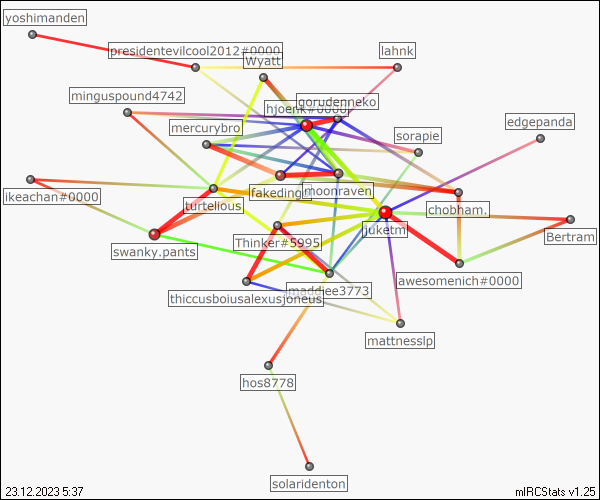 yoshimanden
presidentevilcool2012#0000
lahnk
Wyatt
minguspound4742
gorudenneko
hjoenk#0000
mercurybro
edgepanda
sorapie
ikeachan#0000
fakedingle
moonraven
turtelious
chobham.
juketm
Bertram
swanky.pants
Thinker#5995
awesomenich#0000
maddiee3773
thiccusboiusalexusjoneus
mattnesslp
hos8778
solaridenton
23.12.2023 5:37
mIRCStats v1.25